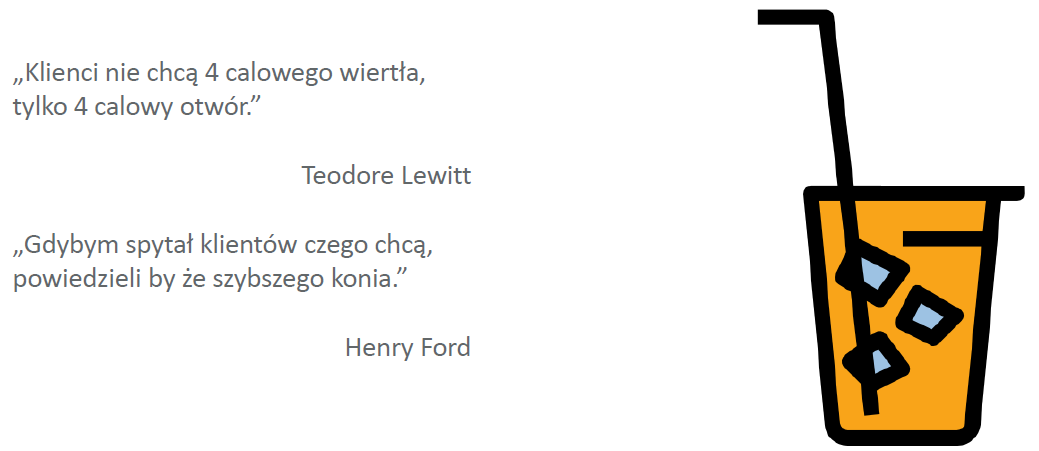 „Klienci nie chcą 4 calowego wiertła,
tylko 4 calowy otwór.”
Teodore Lewitt
„Gdybym spytał klientów czego chcą,
powiedzieli by że szybszego konia.”
Henry Ford